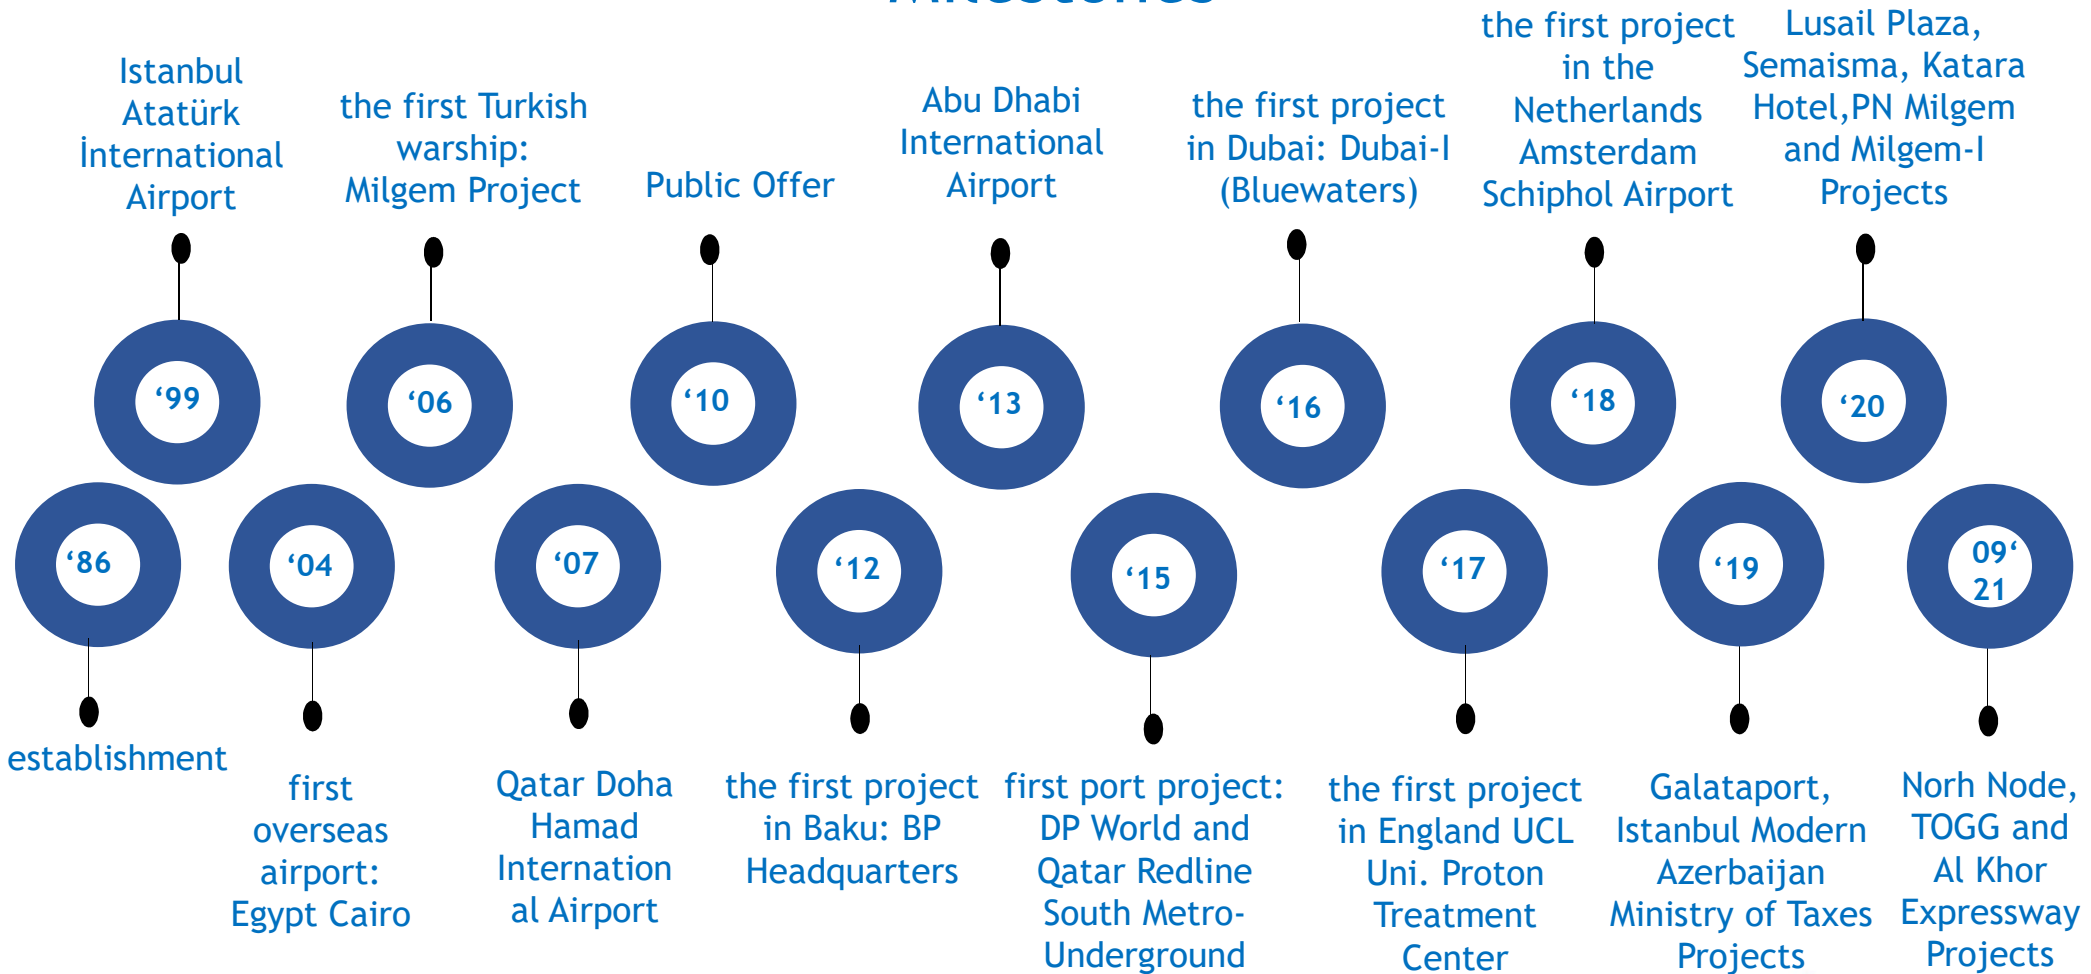 Milestones
Istanbul
Atatürk
İnternational
Airport
the first Turkish
warship:
Milgem Project
Public Offer
Abu Dhabi
International
Airport
the first project
in Dubai: Dubai-I
(Bluewaters)
the first project
in the
Netherlands
Amsterdam
Schiphol Airport
Lusail Plaza,
Semaisma, Katara
Hotel,PN Milgem
and Milgem-I
Projects
‘99
‘06
‘10
‘13
‘16
‘18
‘20
‘86
‘04
‘07
‘12
‘15
‘17
‘19
09‘
21
establishment
first
overseas
airport:
Egypt Cairo
Qatar Doha
Hamad
Internation
al Airport
the first project
in Baku: BP
Headquarters
first port project:
DP World and
Qatar Redline
South Metro-
Underground
the first project
in England UCL
Uni. Proton
Treatment
Center
Galataport,
Istanbul Modern
Azerbaijan
Ministry of Taxes
Projects
Norh Node,
TOGG and
Al Khor
Expressway
Projects